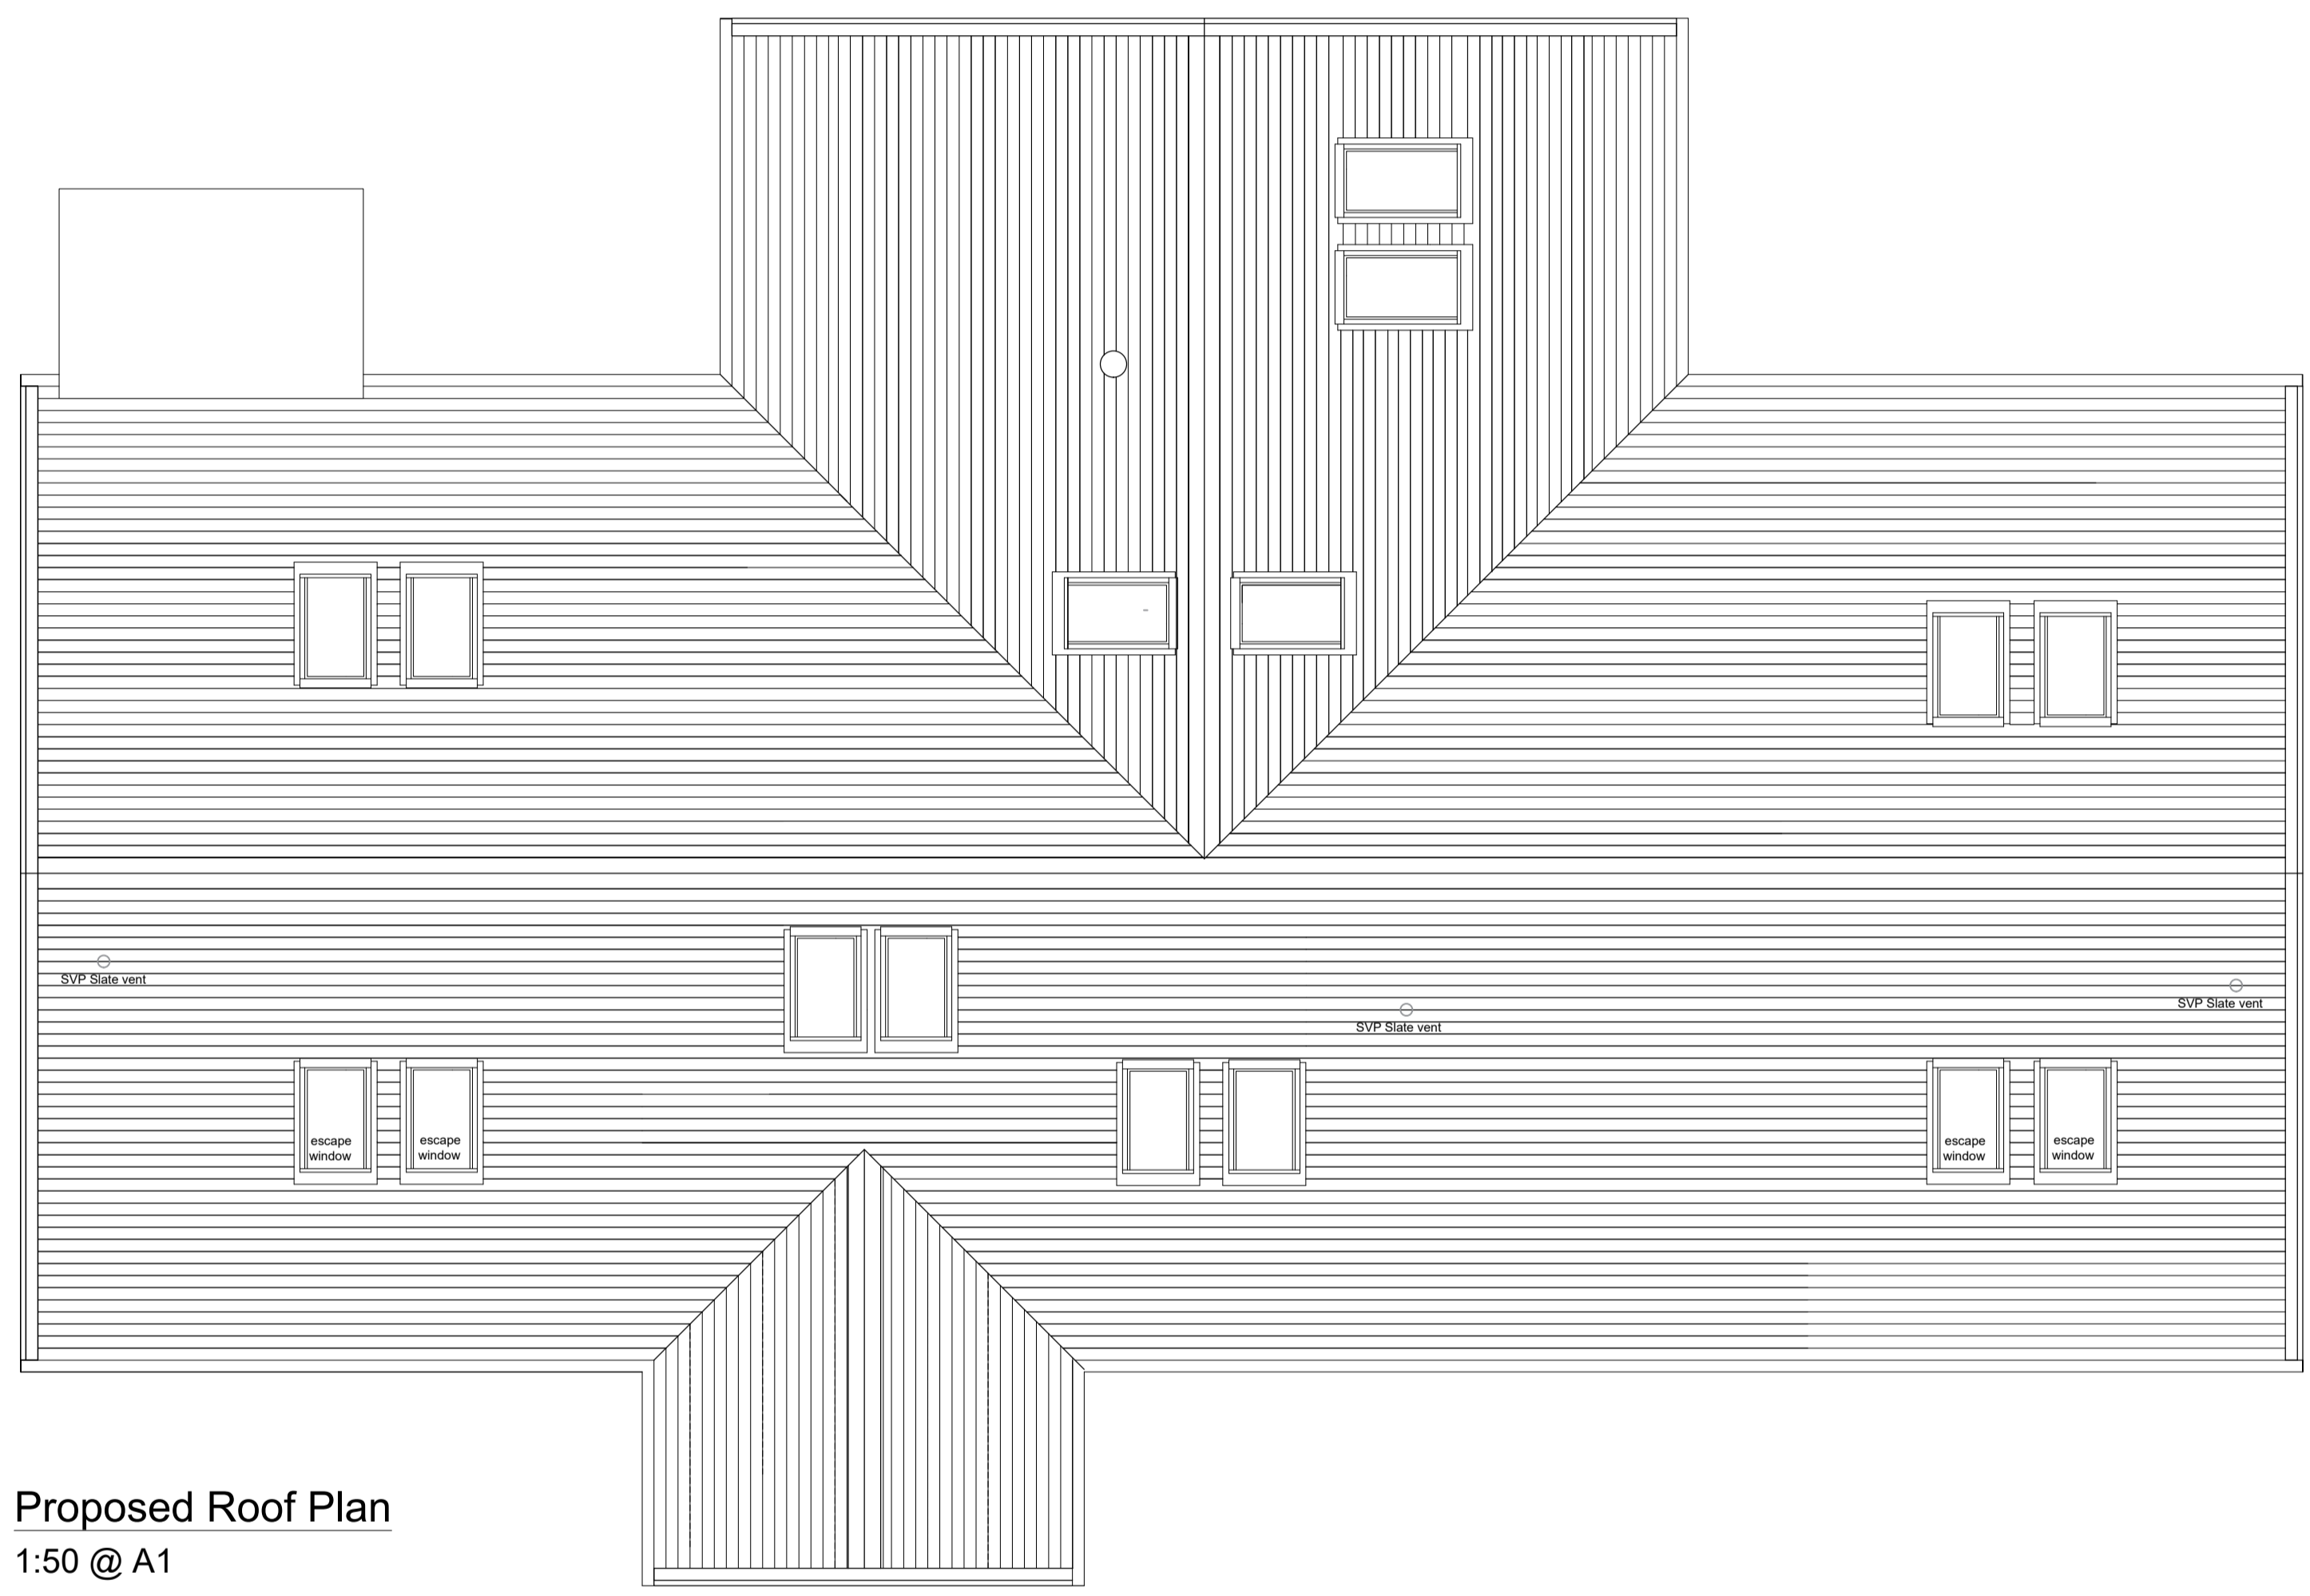 SVP Slate vent
SVP Slate vent
SVP Slate vent
escape
window
escape
window
escape
window
escape
window
Proposed Roof Plan
1:50 @ A1